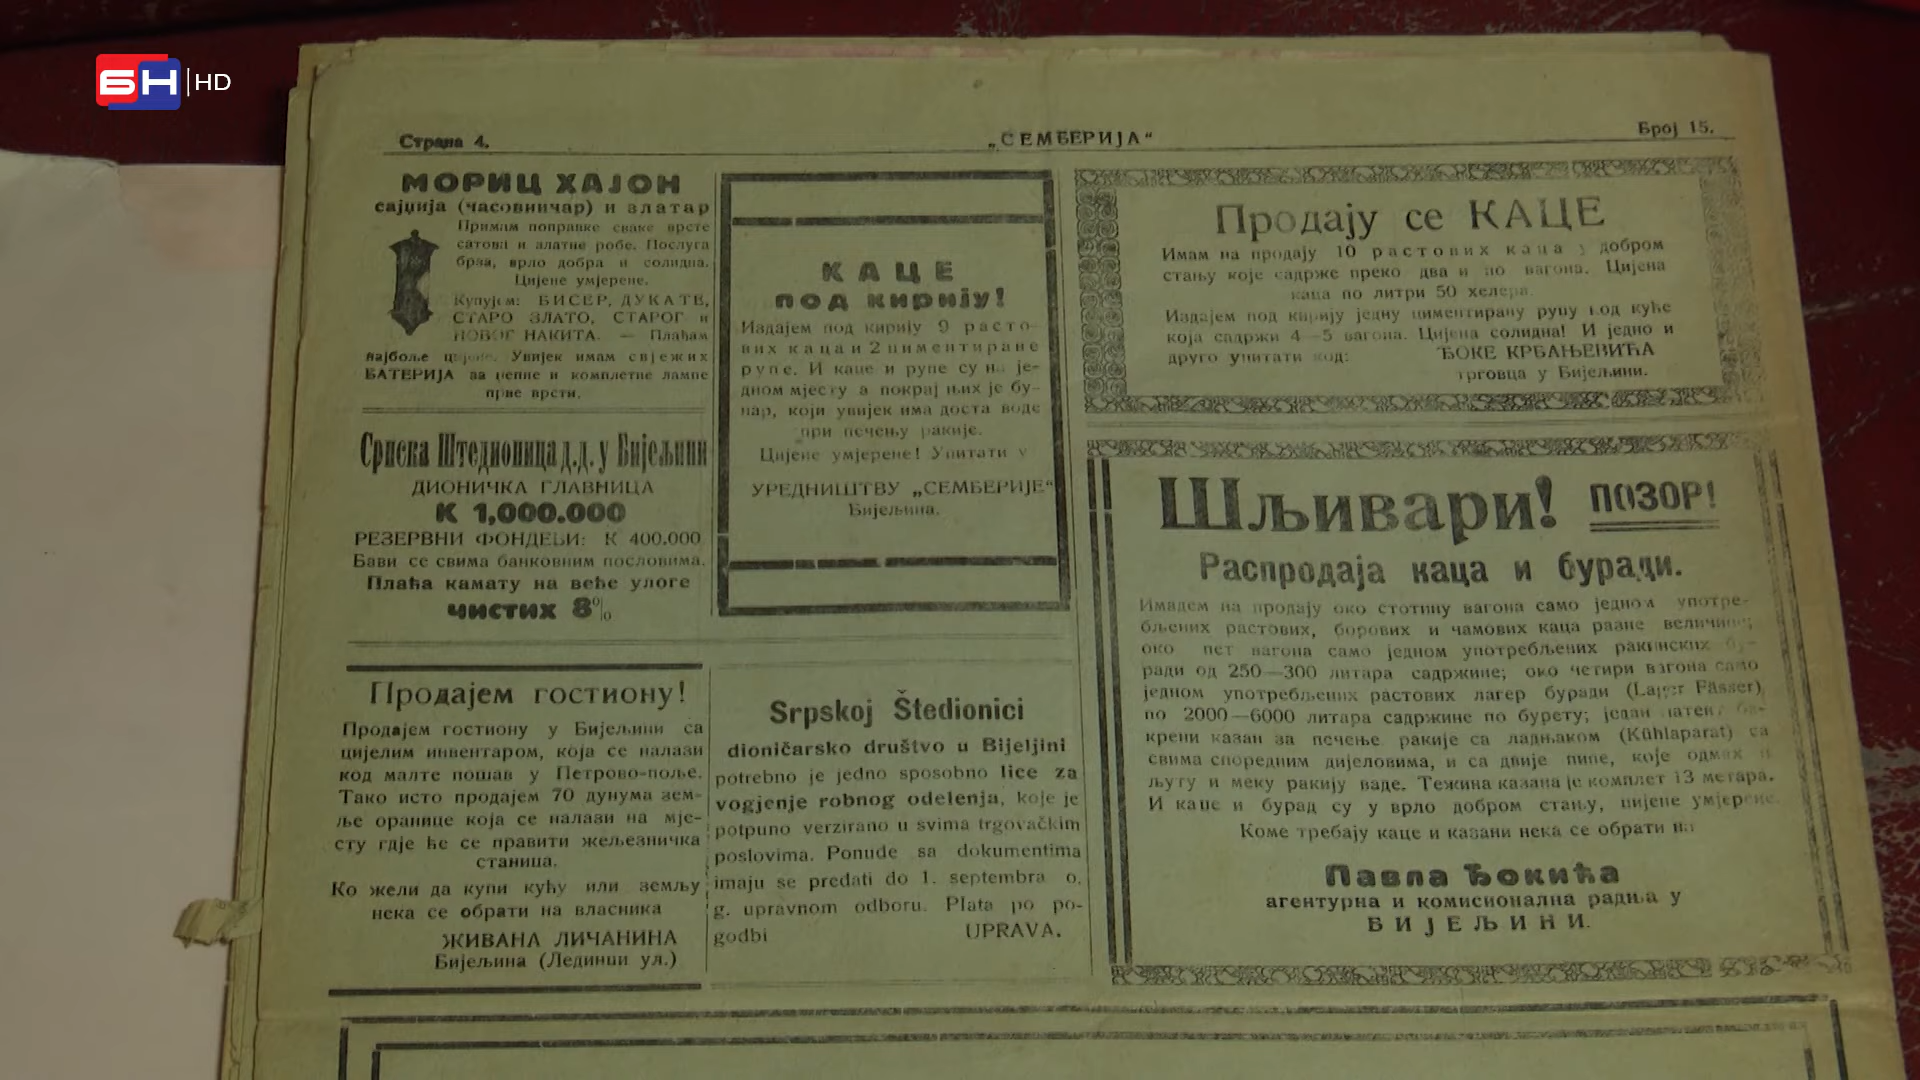 БН HD
Страна 4.
„СЕМБЕРИЈА“
Број 15.
МОРИЦ ХАЈОН
сајџија (часовничар) и златар
Примам поправке сваке врсте
сатова и златне робе. Послуга
брза, врло добра и солидна.
Цијене умјерене.
Купујем: БИСЕР, ДУКАТЕ,
СТАРО ЗЛАТО, СТАРОГ и
НОВОГ НАКИТА. — Плаћам
најбоље цијене. Увијек имам свјежих
БАТЕРИЈА за џепне и комплетне лампе
прве врсти.
Српска Штедионица д.д. у Бијељини
ДИОНИЧКА ГЛАВНИЦА
К 1,000.000
РЕЗЕРВНИ ФОНДЕВИ: К 400.000
Бави се свима банковним пословима.
Плаћа камату на веће улоге
чистих 8%
Продајем гостиону!
Продајем гостиону у Бијељини са
цијелим инвентаром, која се налази
код малте пошав у Петрово-поље.
Тако исто продајем 70 дунума зем-
ље оранице која се налази на мје-
сту гдје ће се правити жељезничка
станица.
Ко жели да купи кућу или земљу
нека се обрати на власника
ЖИВАНА ЛИЧАНИНА
Бијељина (Лединци ул.)
КАЦЕ
под кирију!
Издајем под кирију 9 расто-
вих каца и 2 циментиране
рупе. И каце и рупе су на је-
дном мјесту а покрај њих је бу-
нар, који увијек има доста воде
при печењу ракије.
Цијене умјерене! Упитати у
УРЕДНИШТВУ „СЕМБЕРИЈЕ“
Бијељина.
Srpskoj Štedionici
dioničarsko društvo u Bijeljini
potrebno je jedno sposobno lice za
vogjenje robnog odelenja, koje je
potpuno verzirano u svima trgovačkim
poslovima. Ponude sa dokumentima
imaju se predati do 1. septembra o.
g. upravnom odboru. Plata po po-
godbi UPRAVA.
Продају се КАЦЕ
Имам на продају 10 растових каца у добром
стању које садрже преко два и по вагона. Цијена
каца по литри 50 хелера.
Издајем под кирију једну циментирану рупу код куће
која садржи 4—5 вагона. Цијена солидна! И једно и
друго упитати код: ЂОКЕ КРБАЊЕВИЋА
трговца у Бијељини.
Шљивари! ПОЗОР!
Распродаја каца и буради.
Имадем на продају око стотину вагона само једном употре-
бљених растових, борових и чамових каца разне величине;
око пет вагона само једном употребљених ракинских бу-
ради од 250—300 литара садржине; око четири вагона само
једном употребљених растових лагер буради (Lager Fässer)
по 2000—6000 литара садржине по бурету; један патент ба-
крени казан за печење ракије са ладњаком (Kühlaparat) са
свима споредним дијеловима, и са двије пипе, које одмах и
љуту и меку ракију ваде. Тежина казана је комплет 13 метара.
И каце и бурад су у врло добром стању, цијене умјерене.
Коме требају каце и казани нека се обрати на
Павла Ђокића
агентурна и комисионална радња у
БИЈЕЉИНИ.